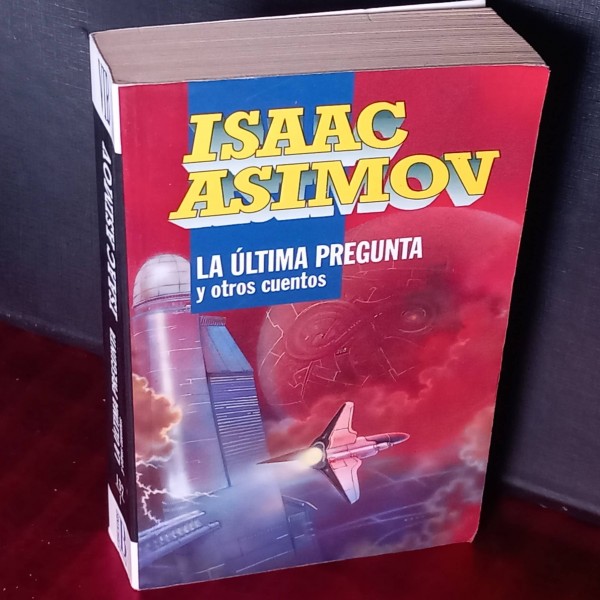 ISAAC
ASIMOV
LA ÚLTIMA PREGUNTA
y otros cuentos
ISAAC ASIMOV LA ÚLTIMA PREGUNTA